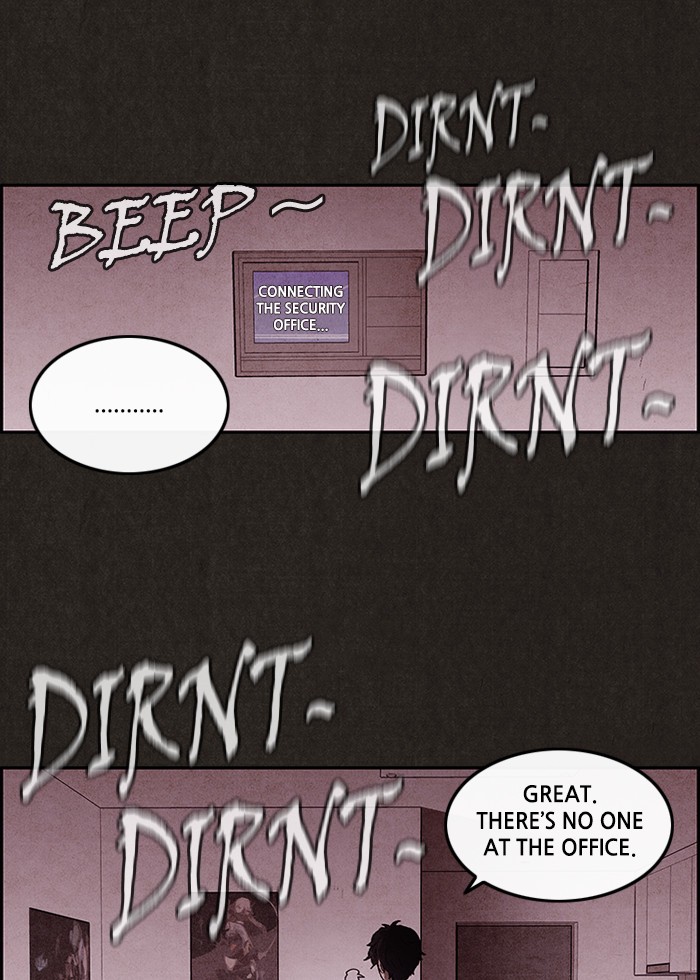 DIRNT-
DIRNT-
BEEP ~
CONNECTING
THE SECURITY
OFFICE...
...........
DIRNT-
DIRNT-
DIRNT-
GREAT.
THERE'S NO ONE
AT THE OFFICE.